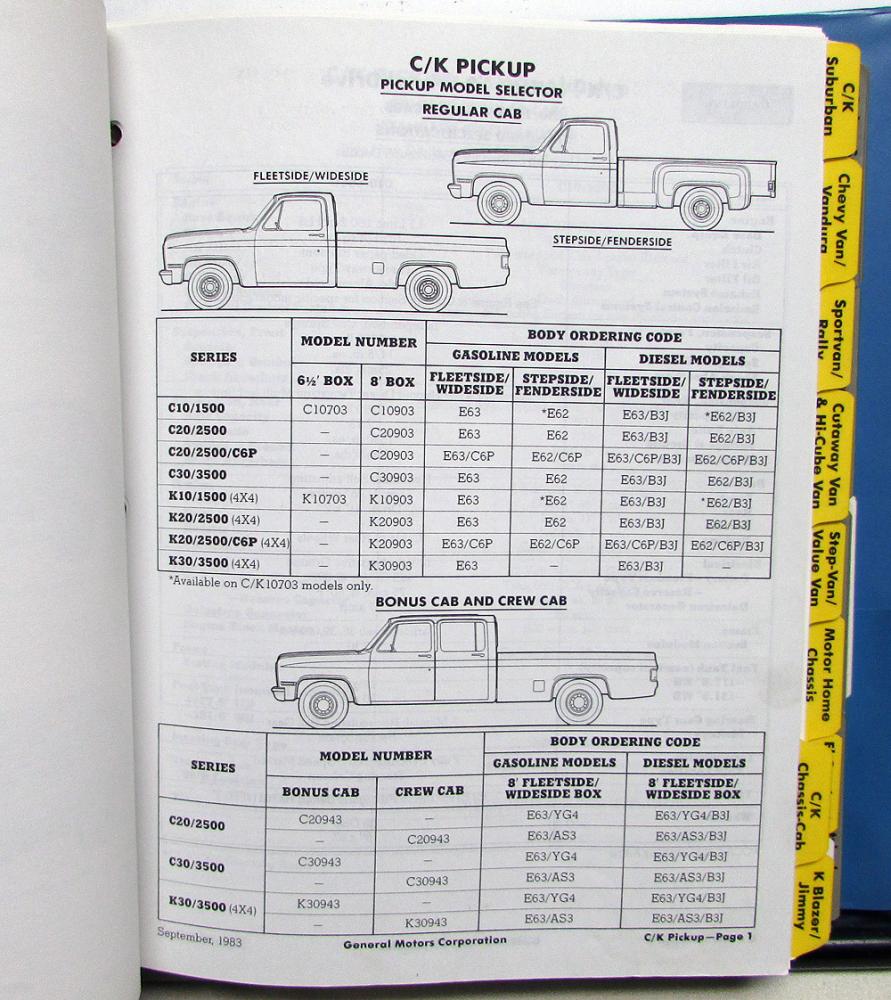 C/K PICKUP
PICKUP MODEL SELECTOR
REGULAR CAB
FLEETSIDE/WIDESIDE
STEPSIDE/FENDERSIDE
SERIES MODEL NUMBER BODY ORDERING CODE
GASOLINE MODELS DIESEL MODELS
6½' BOX 8' BOX FLEETSIDE/WIDESIDE STEPSIDE/FENDERSIDE FLEETSIDE/WIDESIDE STEPSIDE/FENDERSIDE
C10/1500 C10703 C10903 E63 *E62 E63/B3J *E62/B3J
C20/2500 – C20903 E63 E62 E63/B3J E62/B3J
C20/2500/C6P – C20903 E63/C6P E62/C6P E63/C6P/B3J E62/C6P/B3J
C30/3500 – C30903 E63 E62 E63/B3J E62/B3J
K10/1500 (4X4) K10703 K10903 E63 *E62 E63/B3J *E62/B3J
K20/2500 (4X4) – K20903 E63 E62 E63/B3J E62/B3J
K20/2500/C6P (4X4) – K20903 E63/C6P E62/C6P E63/C6P/B3J E62/C6P/B3J
K30/3500 (4X4) – K30903 E63 – E63/B3J –
*Available on C/K10703 models only.
BONUS CAB AND CREW CAB
SERIES MODEL NUMBER BODY ORDERING CODE
GASOLINE MODELS DIESEL MODELS
BONUS CAB CREW CAB 8' FLEETSIDE/WIDESIDE BOX 8' FLEETSIDE/WIDESIDE BOX
C20/2500 C20943 – E63/YG4 E63/YG4/B3J
– C20943 E63/AS3 E63/AS3/B3J
C30/3500 C30943 – E63/YG4 E63/YG4/B3J
– C30943 E63/AS3 E63/AS3/B3J
K30/3500 (4X4) K30943 – E63/YG4 E63/YG4/B3J
– K30943 E63/AS3 E63/AS3/B3J
September, 1983
General Motors Corporation
C/K Pickup—Page 1
C/K
Suburban
Chevy Van/
Vandura
Sportvan/
Rally
Cutaway Van
& Hi-Cube Van
Step-Van/
Value Van
Motor Home
Chassis
C/K
Chassis-Cab
K Blazer/
Jimmy